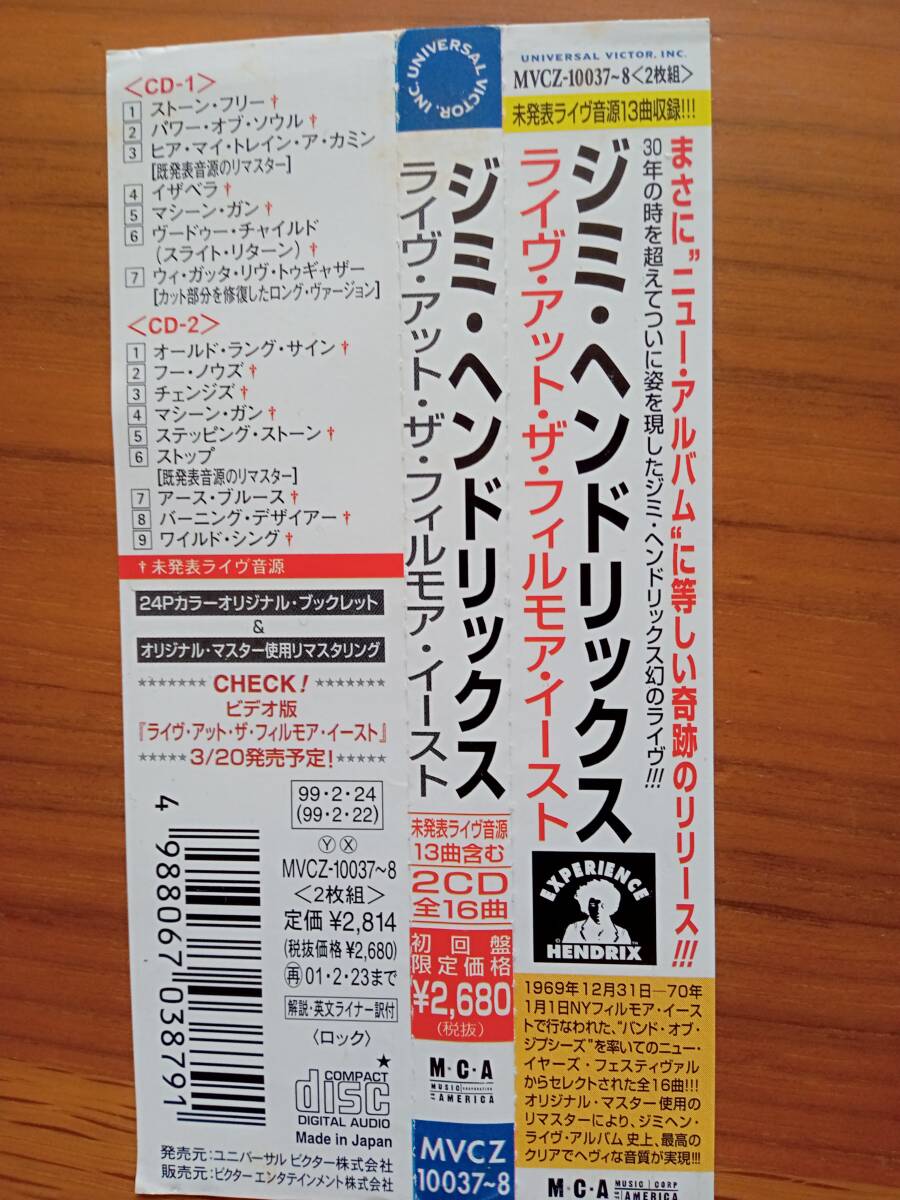 <CD-1>
1 ストーン・フリー †
2 パワー・オブ・ソウル †
3 ヒア・マイ・トレイン・ア・カミン
[既発表音源のリマスター]
4 イザベラ †
5 マシーン・ガン †
6 ヴードゥー・チャイルド
(スライト・リターン) †
7 ウィ・ガッタ・リヴ・トゥギャザー
[カット部分を修復したロング・ヴァージョン]
<CD-2>
1 オールド・ラング・サイン †
2 フー・ノウズ †
3 チェンジズ †
4 マシーン・ガン †
5 ステッピング・ストーン †
6 ストップ
[既発表音源のリマスター]
7 アース・ブルース †
8 バーニング・デザイアー †
9 ワイルド・シング †
† 未発表ライヴ音源
24Pカラーオリジナル・ブックレット
&
オリジナル・マスター使用リマスタリング
★★★★★★★ CHECK! ★★★★★★★
ビデオ版
『ライヴ・アット・ザ・フィルモア・イースト』
★★★★★ 3/20発売予定! ★★★★★
4 988067 038791
99・2・24
(99・2・22)
Ⓨ Ⓧ
MVCZ-10037~8
<2枚組>
定価 ¥2,814
(税抜価格 ¥2,680)
㊢ 01・2・23まで
解説・英文ライナー訳付
〈ロック〉
★
COMPACT
disc
DIGITAL AUDIO
Made in Japan
発売元:ユニバーサル ビクター株式会社
販売元:ビクター エンタテインメント株式会社
UNIVERSAL VICTOR, INC.
ジミ・ヘンドリックス
ライヴ・アット・ザ・フィルモア・イースト
未発表ライヴ音源
13曲含む
2CD
全16曲
初回盤
限定価格
¥2,680
(税抜)
M・C・A
MUSIC CORPORATION
OF AMERICA
MVCZ
10037~8
UNIVERSAL VICTOR, INC.
MVCZ-10037~8<2枚組>
未発表ライヴ音源13曲収録!!!
まさに"ニュー・アルバム"に等しい奇跡のリリース!!!
30年の時を超えてついに姿を現したジミ・ヘンドリックス幻のライヴ!!!
ジミ・ヘンドリックス
ライヴ・アット・ザ・フィルモア・イースト
EXPERIENCE
HENDRIX™
1969年12月31日—70年
1月1日NYフィルモア・イース
トで行なわれた、"バンド・オブ・
ジプシーズ"を率いてのニュー・
イヤーズ・フェスティヴァル
からセレクトされた全16曲!!!
オリジナル・マスター使用の
リマスターにより、ジミヘン・
ライヴ・アルバム史上、最高の
クリアでヘヴィな音質が実現!!!
M・C・A
MUSIC CORP
OF AMERICA